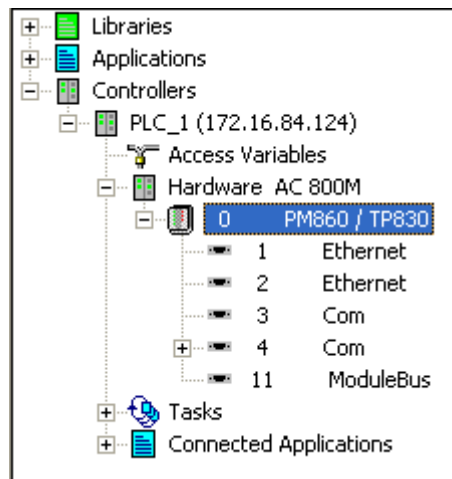 Libraries
Applications
Controllers
PLC_1 (172.16.84.124)
Access Variables
Hardware AC 800M
0 PM860 / TP830
1 Ethernet
2 Ethernet
3 Com
4 Com
11 ModuleBus
Tasks
Connected Applications